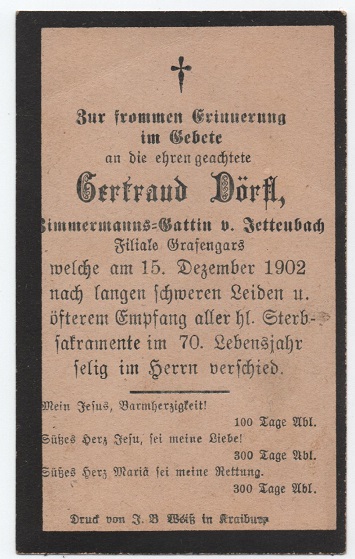 Zur frommen Erinnerung
im Gebete
an die ehren geachtete
Gertraud Dörfl,
Zimmermanns-Gattin v. Jettenbach
Filiale Grafengars
welche am 15. Dezember 1902
nach langen schweren Leiden u.
öfterem Empfang aller hl. Sterb-
sakramente im 70. Lebensjahr
selig im Herrn verschied.
Mein Jesus, Barmherzigkeit!
100 Tage Abl.
Süßes Herz Jesu, sei meine Liebe!
300 Tage Abl.
Süßes Herz Mariä sei meine Rettung.
300 Tage Abl.
Druck von J. B Weiß in Kraiburg